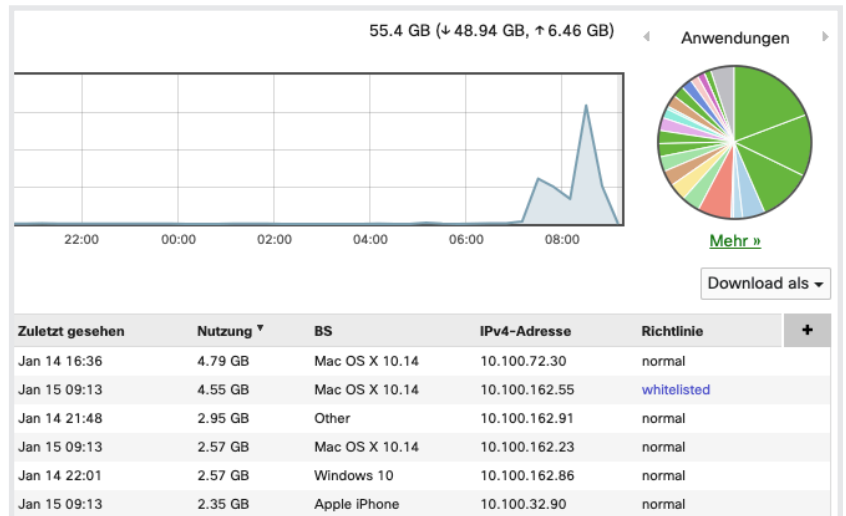 55.4 GB (↓ 48.94 GB, ↑ 6.46 GB)
Anwendungen
22:00 00:00 02:00 04:00 06:00 08:00
Mehr »
Download als
Zuletzt gesehen Nutzung ▼ BS IPv4-Adresse Richtlinie +
Jan 14 16:36 4.79 GB Mac OS X 10.14 10.100.72.30 normal
Jan 15 09:13 4.55 GB Mac OS X 10.14 10.100.162.55 whitelisted
Jan 14 21:48 2.95 GB Other 10.100.162.91 normal
Jan 15 09:13 2.57 GB Mac OS X 10.14 10.100.162.23 normal
Jan 14 22:01 2.57 GB Windows 10 10.100.162.86 normal
Jan 15 09:13 2.35 GB Apple iPhone 10.100.32.90 normal